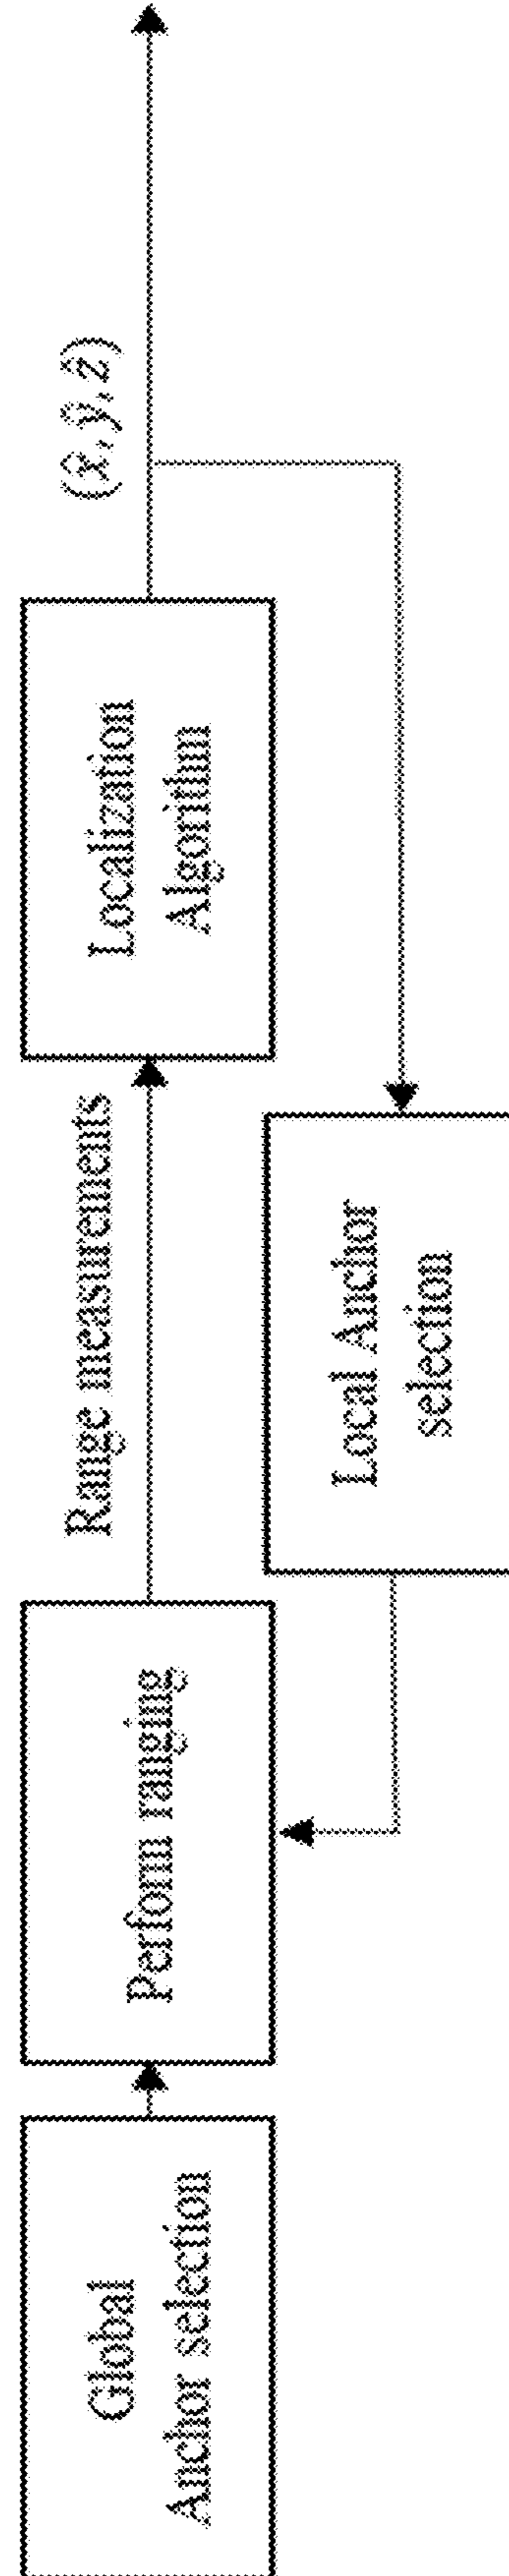 Global
Anchor selection
Perform ranging
Range measurements
Localization
Algorithm
(x̂, ŷ, ẑ)
Local Anchor
selection